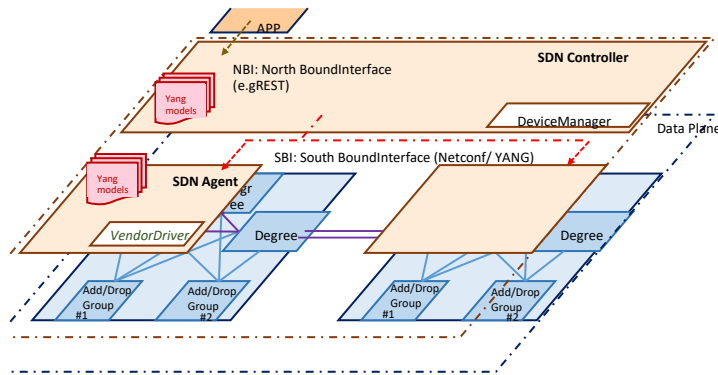 APP
SDN Controller
NBI: North BoundInterface
(e.gREST)
Yang
models
DeviceManager
Data Plane
SBI: South BoundInterface (Netconf/ YANG)
Yang
models
SDN Agent
gr
ee
VendorDriver
Degree
Degree
Add/Drop
Group
#1
Add/Drop
Group
#2
Add/Drop
Group
#1
Add/Drop
Group
#2